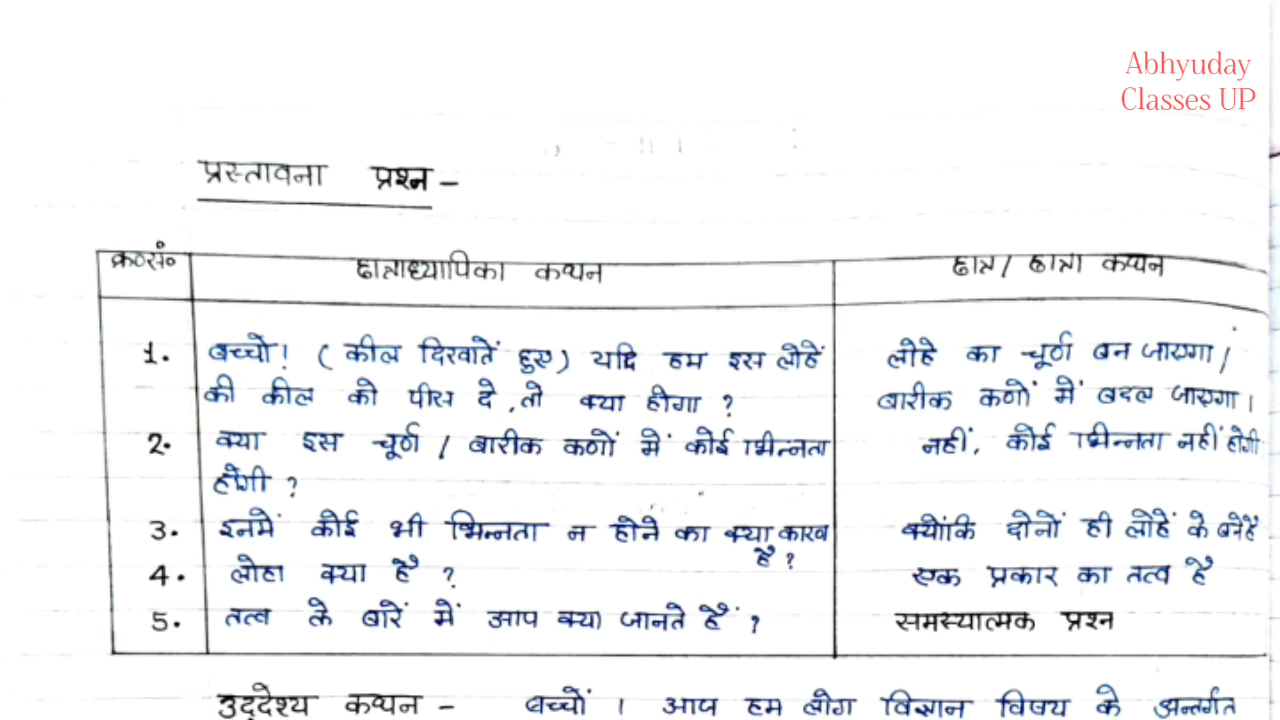 Abhyuday
Classes UP
प्रस्तावना प्रश्न -
क्र०सं० छात्राध्यापिका कथन छात्र / छात्रा कथन
1. बच्चों! (कील दिखातें हुए) यदि हम इस लोहें लोहे का चूर्ण बन जाएगा /
की कील को पीस दे, तो क्या होगा ? बारीक कणों में बदल जाएगा।
2. क्या इस चूर्ण / बारीक कणों में कोई भिन्नता नहीं, कोई भिन्नता नहीं होगी
होगी ?
3. इनमें कोई भी भिन्नता न होने का क्या कारण क्योंकि दोनों ही लोहें के बनेहैं
है ?
4. लोहा क्या है ? एक प्रकार का तत्व है
5. तत्व के बारें में आप क्या जानते हैं ? समस्यात्मक प्रश्न
उद्देश्य कथन - बच्चों । आज हम लोग विज्ञान विषय के अन्तर्गत